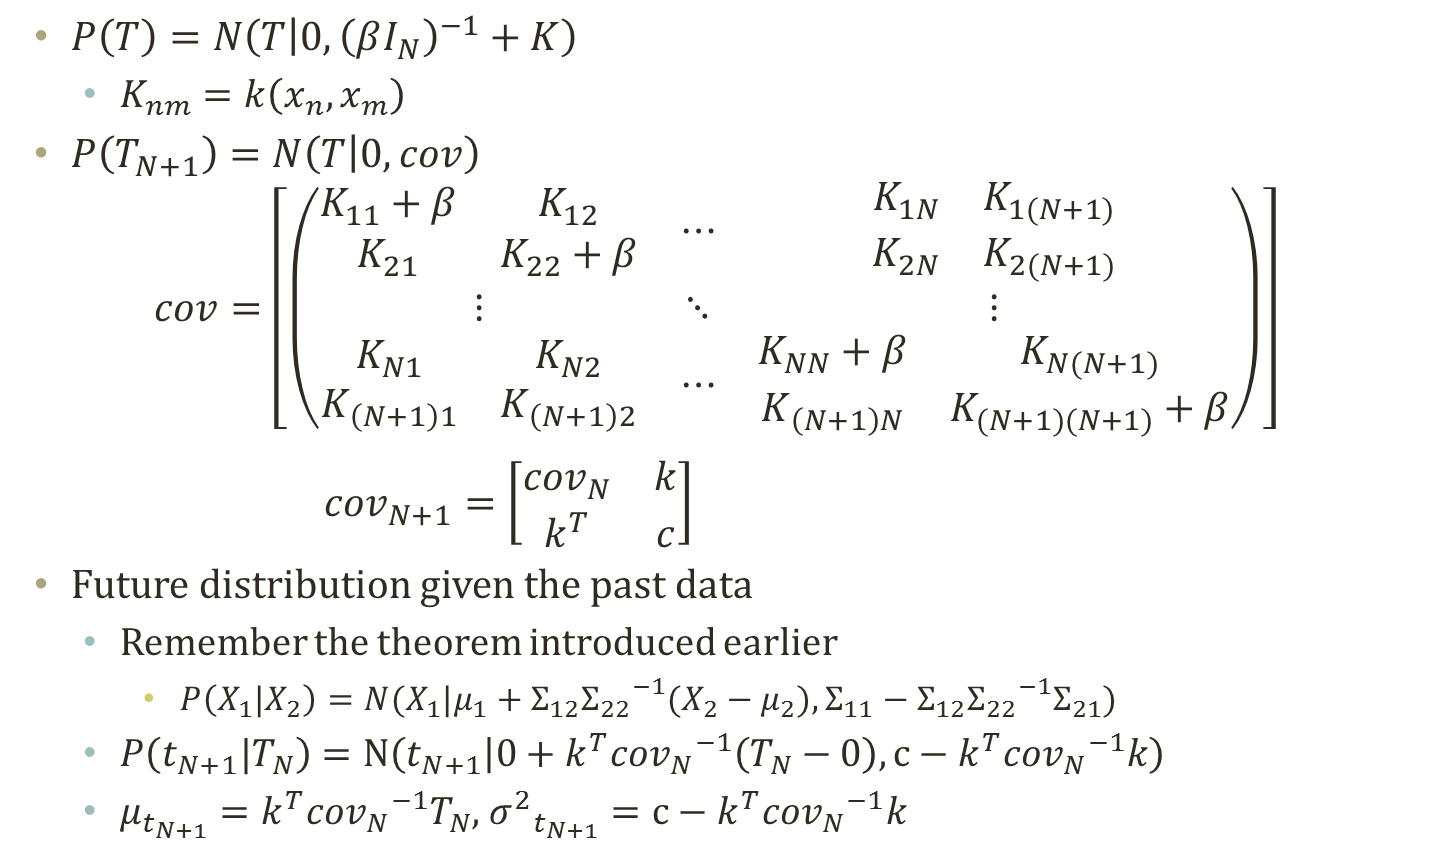 • P(T) = N(T|0, (βI_N)^{-1} + K)
• K_{nm} = k(x_n, x_m)
• P(T_{N+1}) = N(T|0, cov)
cov = [(K_{11} + β K_{12} ⋯ K_{1N} K_{1(N+1)}
K_{21} K_{22} + β K_{2N} K_{2(N+1)}
⋮ ⋱ ⋮
K_{N1} K_{N2} ⋯ K_{NN} + β K_{N(N+1)}
K_{(N+1)1} K_{(N+1)2} K_{(N+1)N} K_{(N+1)(N+1)} + β)]
cov_{N+1} = [cov_N k
k^T c]
• Future distribution given the past data
• Remember the theorem introduced earlier
• P(X_1|X_2) = N(X_1|μ_1 + Σ_{12}Σ_{22}^{-1}(X_2 − μ_2), Σ_{11} − Σ_{12}Σ_{22}^{-1}Σ_{21})
• P(t_{N+1}|T_N) = N(t_{N+1}|0 + k^T cov_N^{-1}(T_N − 0), c − k^T cov_N^{-1}k)
• μ_{t_{N+1}} = k^T cov_N^{-1}T_N, σ^2_{t_{N+1}} = c − k^T cov_N^{-1}k